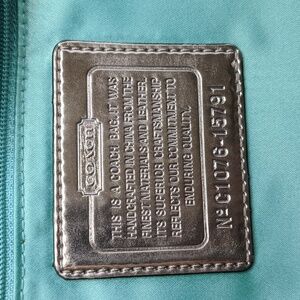 COACH
THIS IS A COACH BAG. IT WAS
HANDCRAFTED IN CHINA FROM THE
FINEST MATERIALS AND LEATHER.
ITS SUPERIOR CRAFTSMANSHIP
REFLECTS OUR COMMITMENT TO
ENDURING QUALITY.
Nº C1076-15791